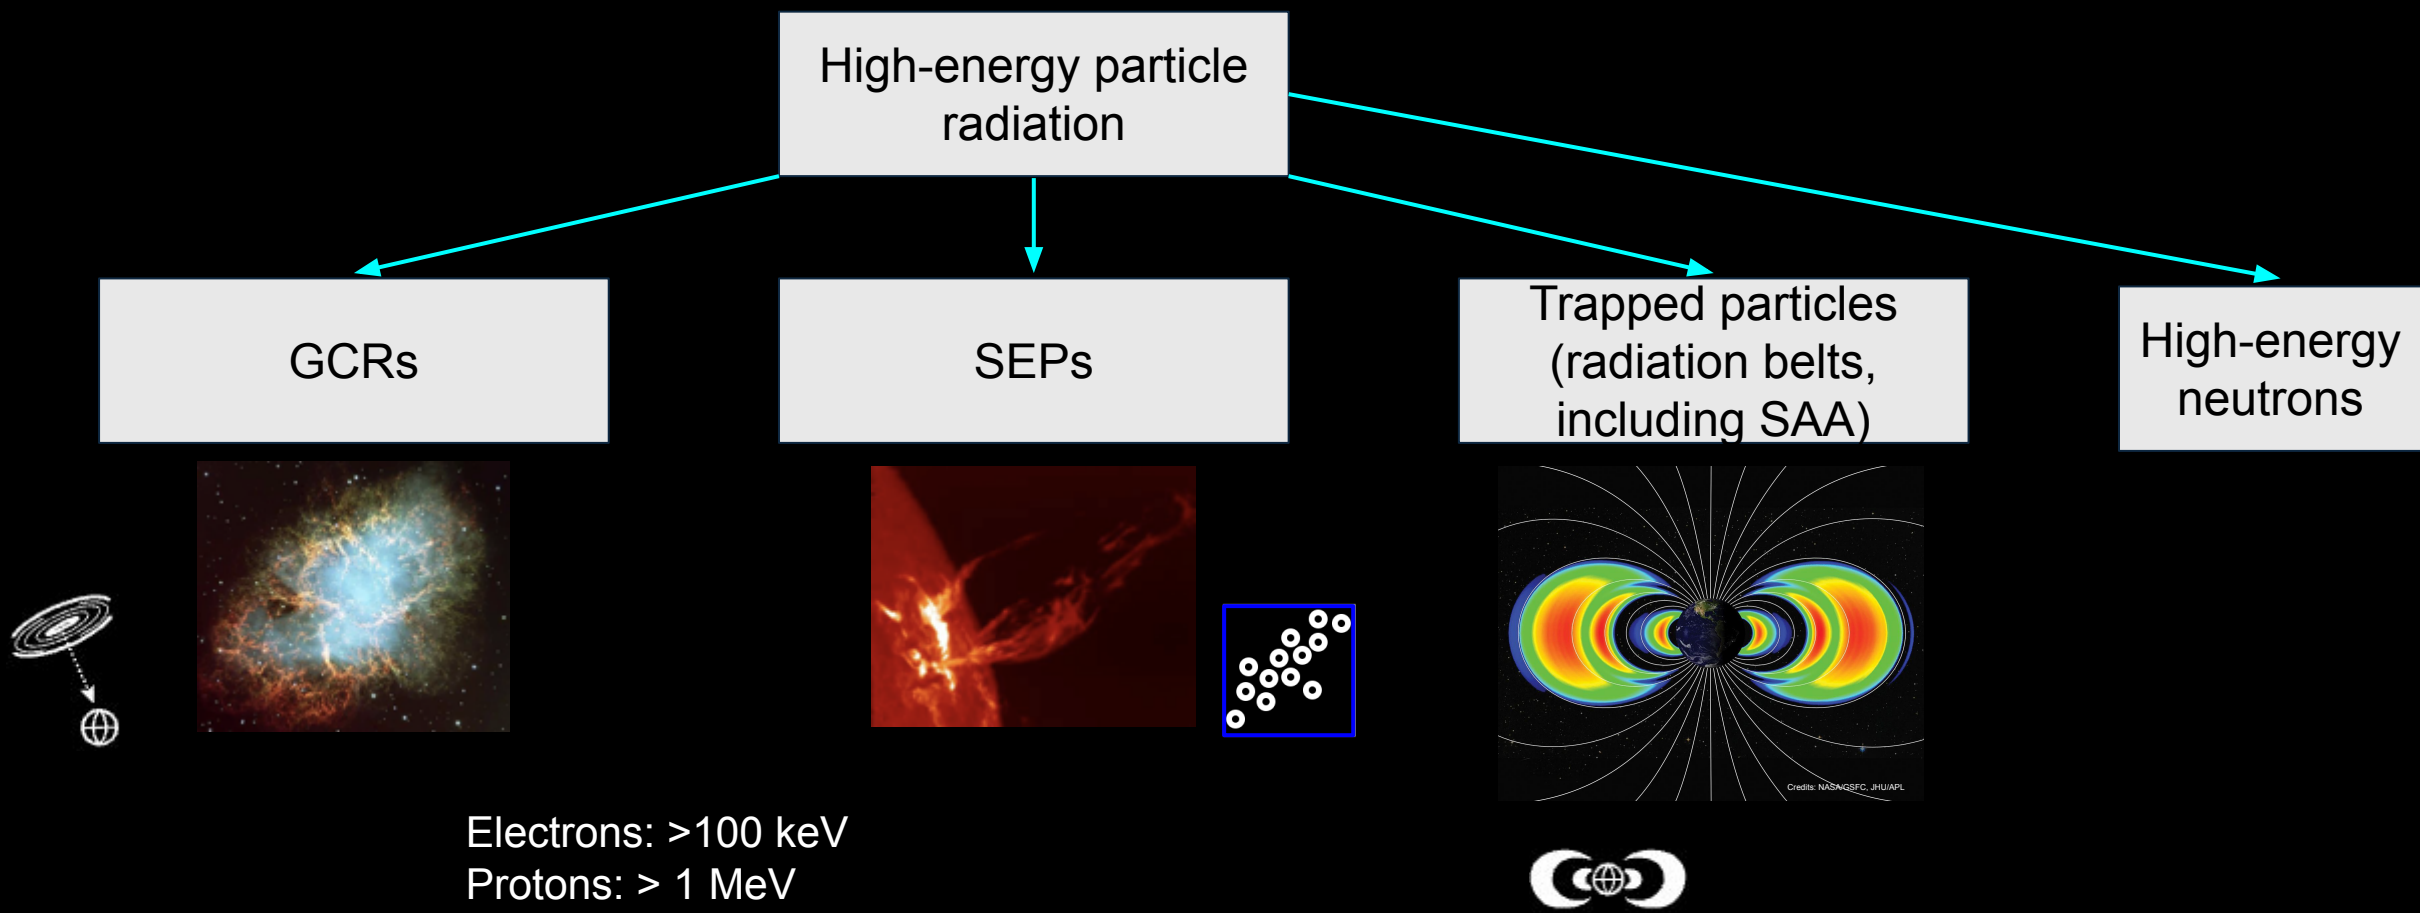 High-energy particle
radiation
GCRs
SEPs
Trapped particles
(radiation belts,
including SAA)
High-energy
neutrons
Credits: NASA/GSFC, JHU/APL
Electrons: >100 keV
Protons: > 1 MeV